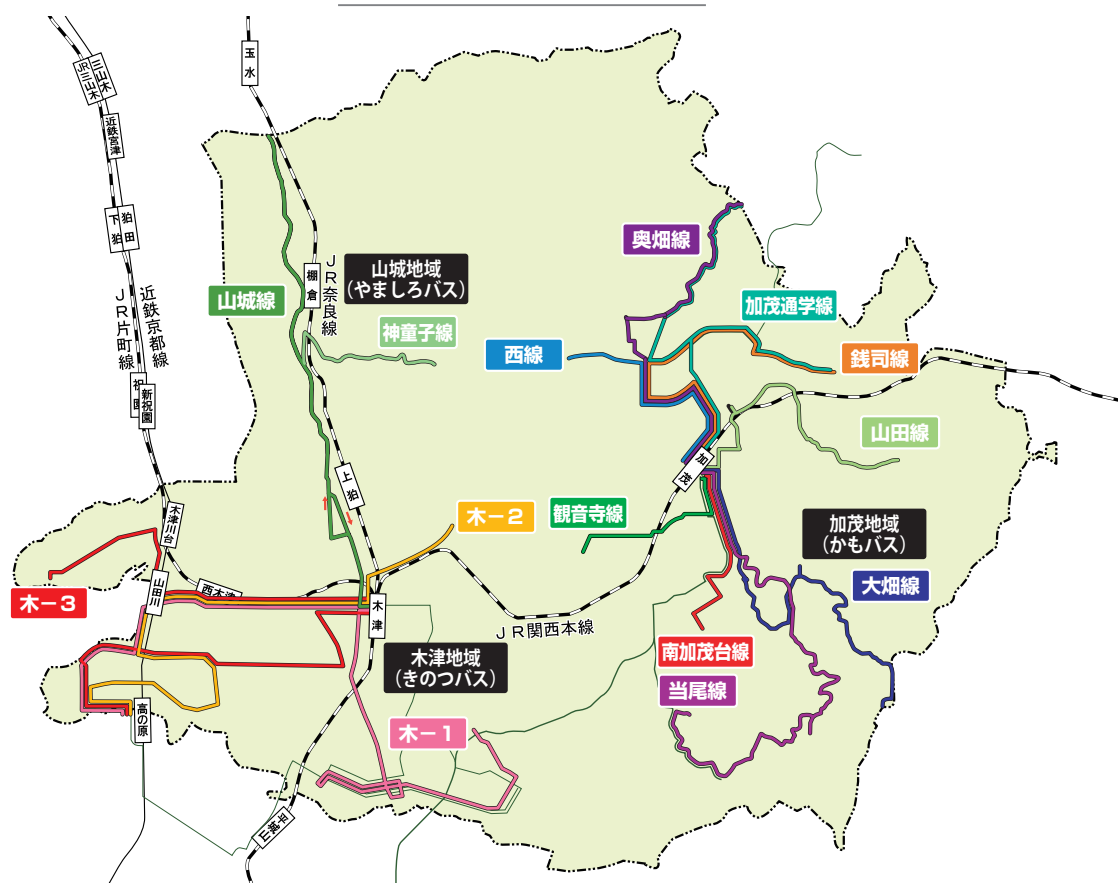 玉水
三山木
JR三山木
近鉄宮津
狛田
下狛
近鉄京都線
JR片町線
新祝園
棚倉
JR奈良線
山城地域
(やましろバス)
山城線
神童子線
奥畑線
加茂通学線
西線
銭司線
山田線
加茂
上狛
木-2
観音寺線
加茂地域
(かもバス)
大畑線
木津川台
山田川
西木津
木-3
木津
JR関西本線
木津地域
(きのつバス)
南加茂台線
当尾線
高の原
木-1
平城山